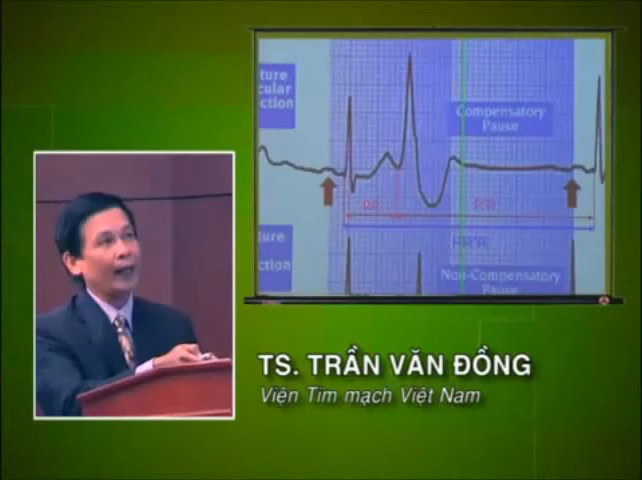 ture
cular
ction
Compensatory
Pause
RR'R
ture
ction
Non-Compensatory
Pause
TS. TRẦN VĂN ĐỒNG
Viện Tim mạch Việt Nam